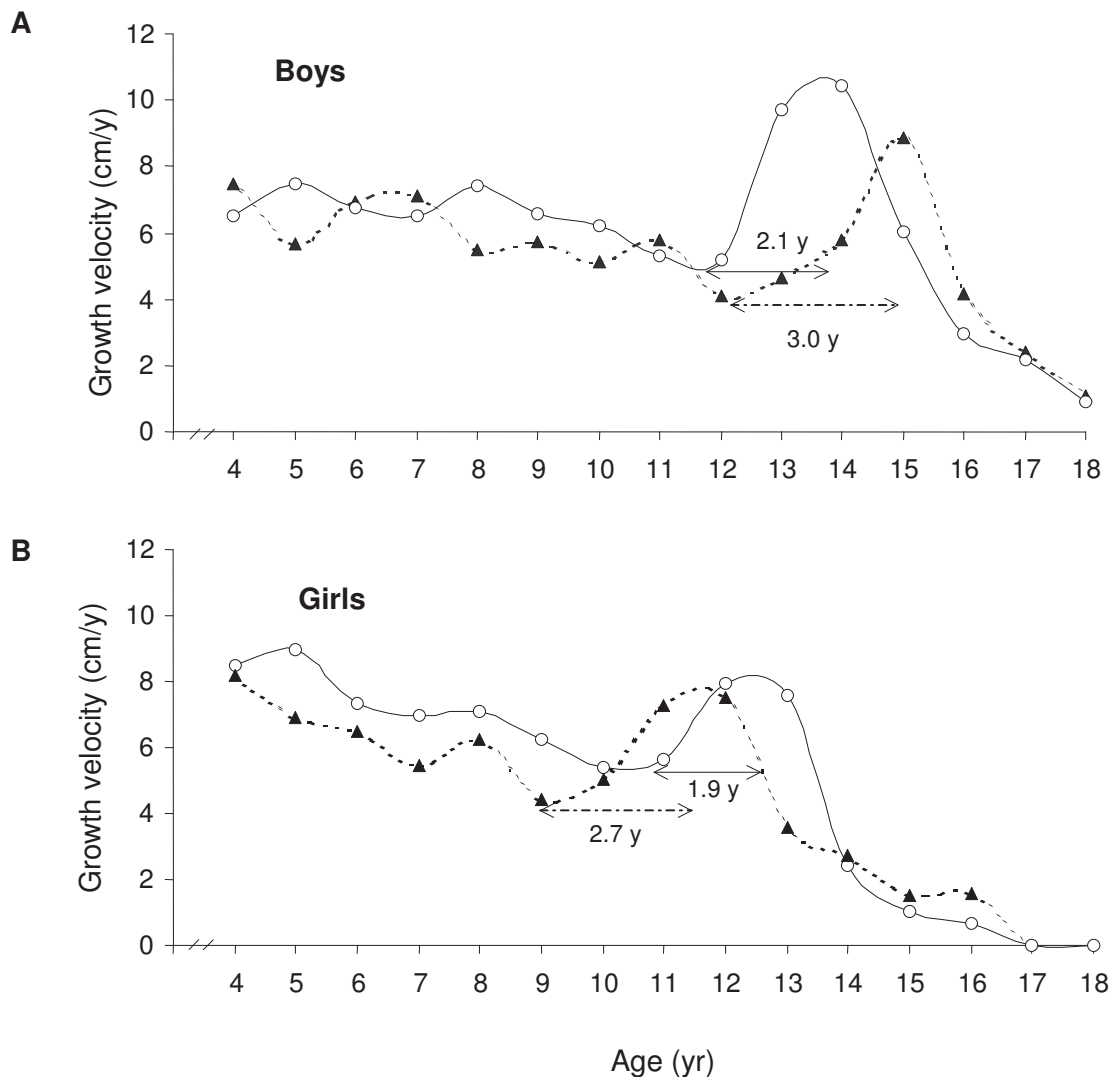 A
Boys
Growth velocity (cm/y)
12
10
8
6
4
2
0
2.1 y
3.0 y
4 5 6 7 8 9 10 11 12 13 14 15 16 17 18
B
Girls
Growth velocity (cm/y)
12
10
8
6
4
2
0
1.9 y
2.7 y
4 5 6 7 8 9 10 11 12 13 14 15 16 17 18
Age (yr)